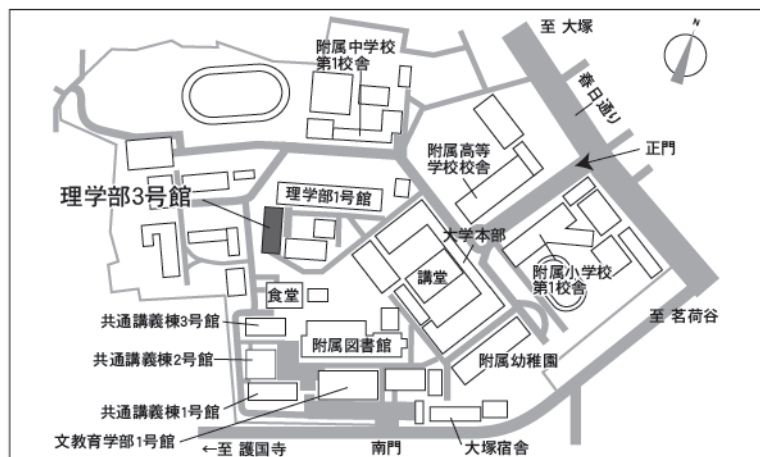 至 大塚
N
附属中学校
第1校舎
春日通り
正門
附属高等
学校校舎
理学部1号館
理学部3号館
大学本部
講堂
附属小学校
第1校舎
食堂
至 茗荷谷
共通講義棟3号館
附属図書館
共通講義棟2号館
附属幼稚園
共通講義棟1号館
文教育学部1号館
←至 護国寺
南門
大塚宿舎